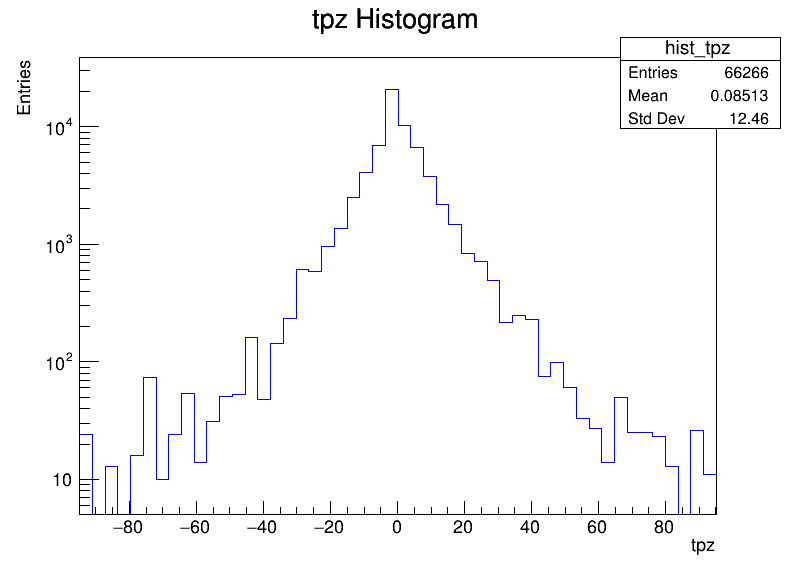 tpz Histogram
hist_tpz
Entries 66266
Mean 0.08513
Std Dev 12.46
Entries
10⁴
10³
10²
10
−80 −60 −40 −20 0 20 40 60 80
tpz